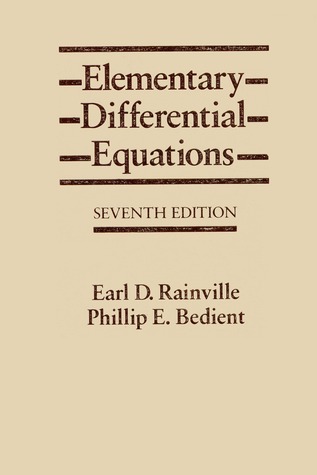 Elementary
Differential
Equations
SEVENTH EDITION
Earl D. Rainville
Phillip E. Bedient